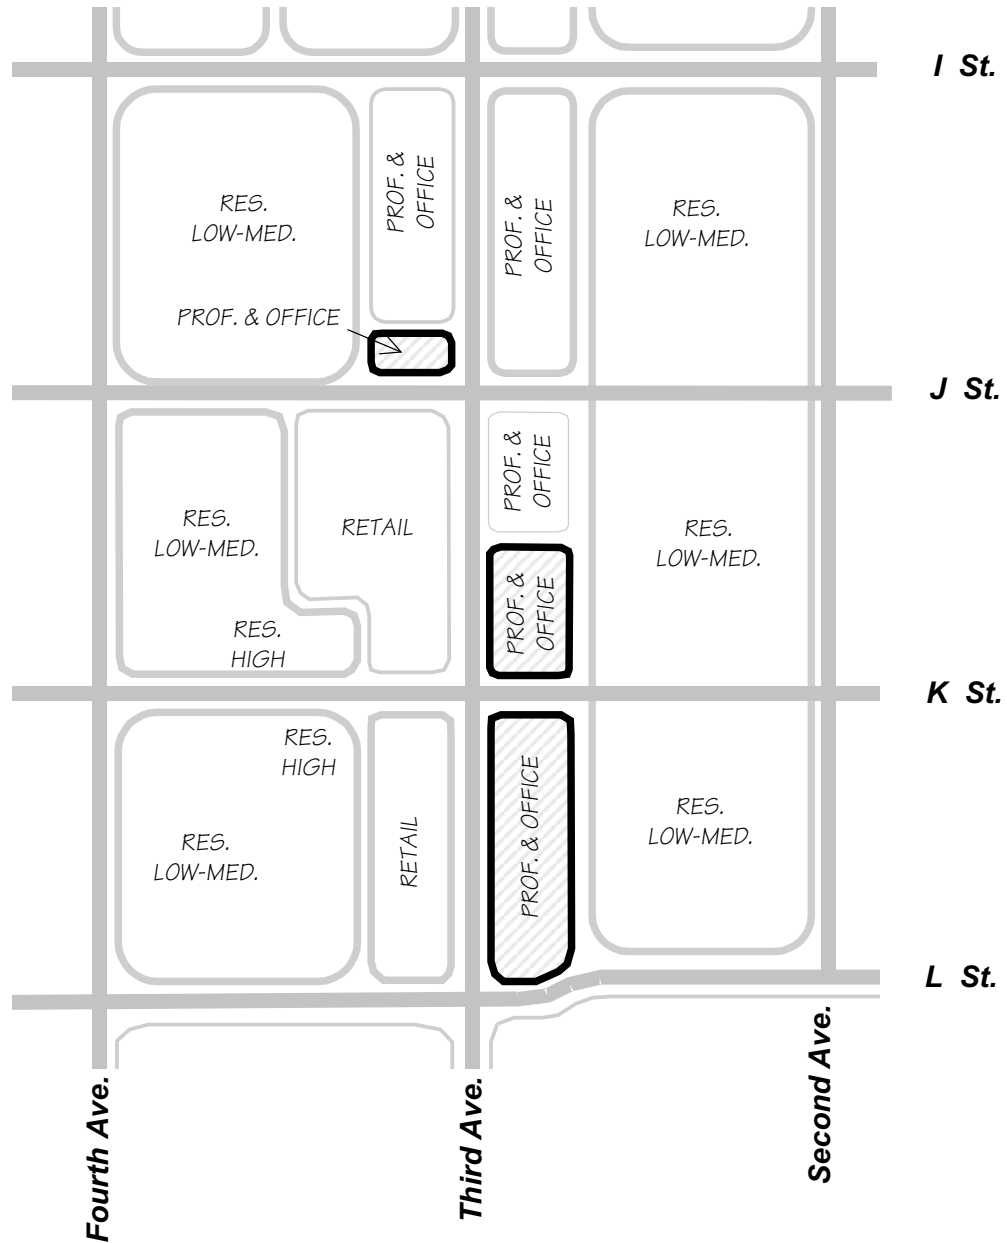 I St.
RES.
LOW-MED.
PROF. &
OFFICE
PROF. &
OFFICE
RES.
LOW-MED.
PROF. & OFFICE
J St.
RES.
LOW-MED.
RETAIL
PROF. &
OFFICE
RES.
LOW-MED.
PROF. &
OFFICE
RES.
HIGH
K St.
RES.
HIGH
RES.
LOW-MED.
RETAIL
PROF. & OFFICE
RES.
LOW-MED.
L St.
Fourth Ave.
Third Ave.
Second Ave.